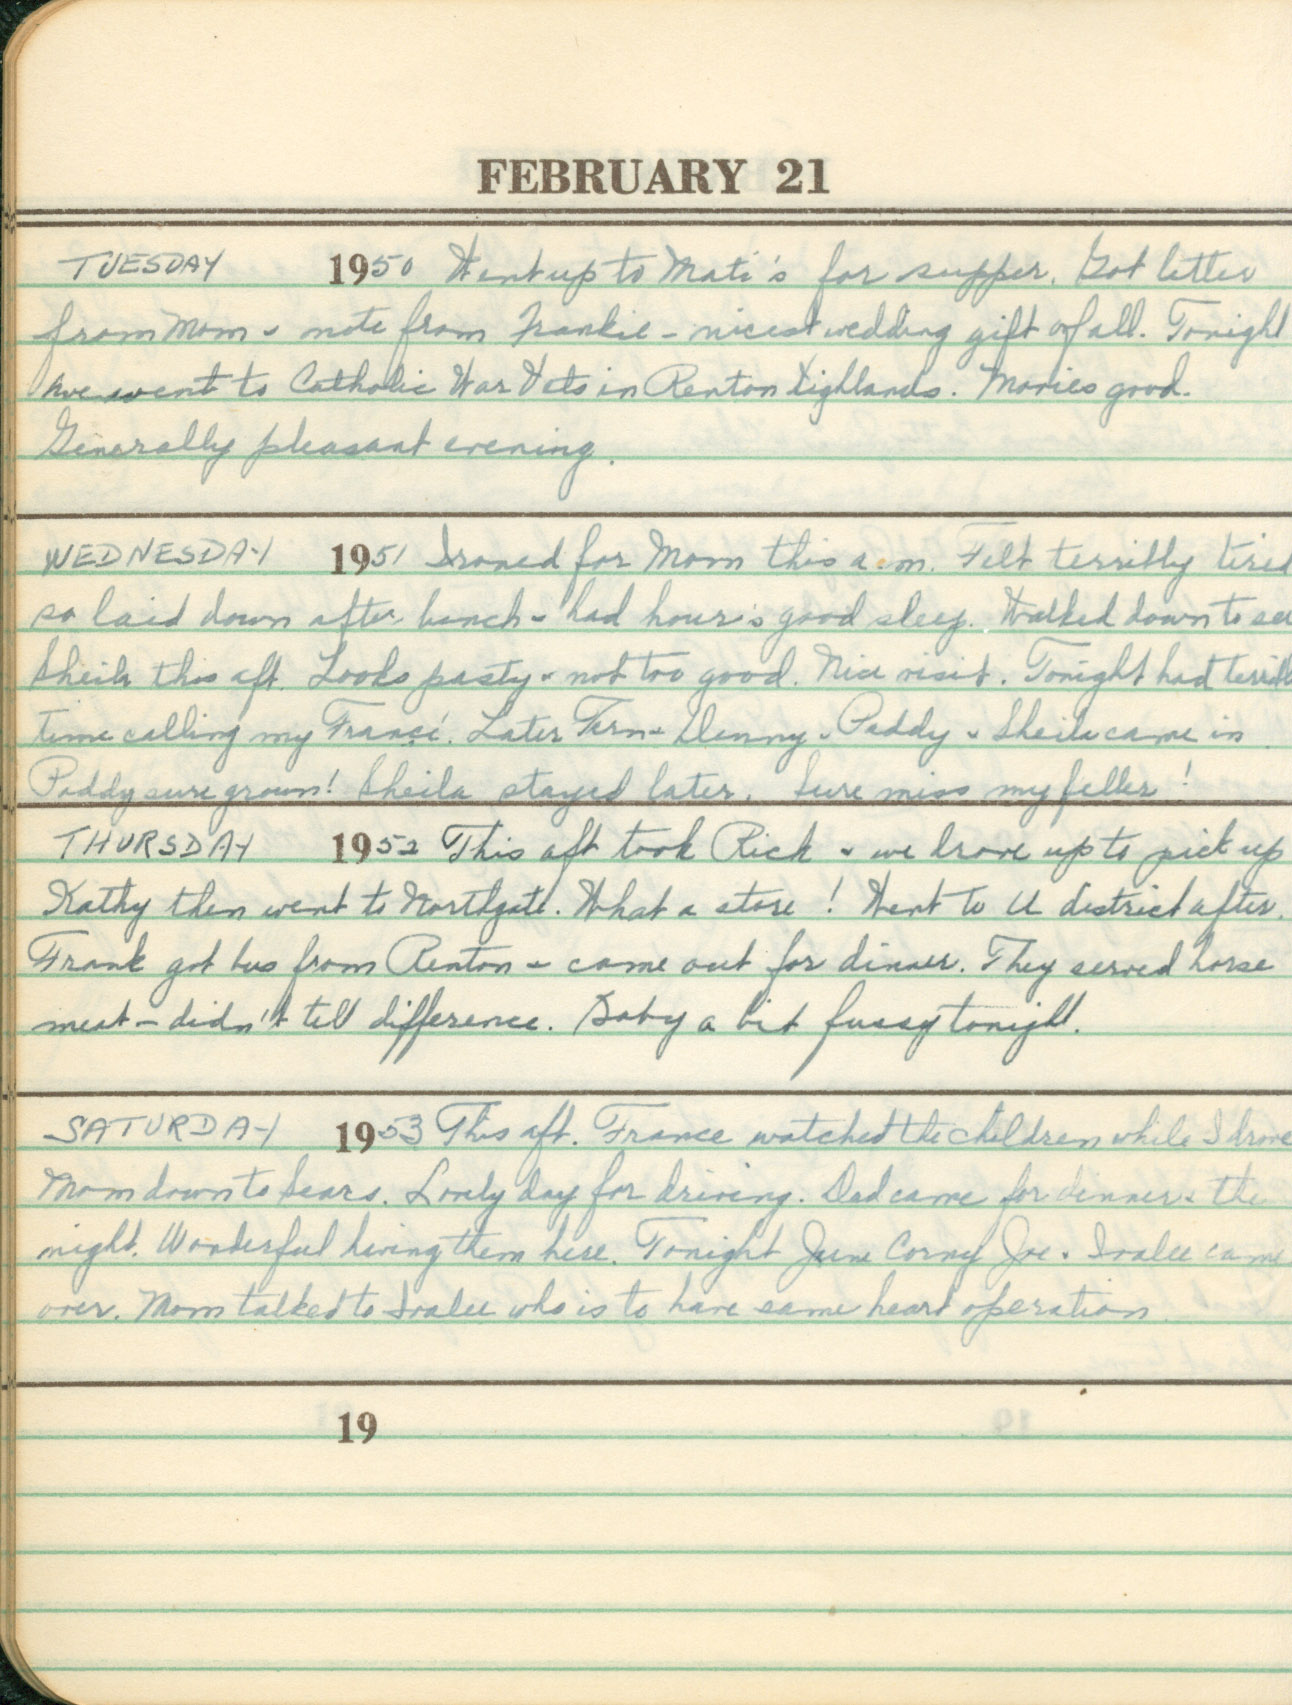 FEBRUARY 21
TUESDAY 1950 Went up to Mati's for supper. Got letter
from Mom & note from Frankie - nicest wedding gift of all. Tonight
we went to Catholic War Vets in Renton Highlands. Movies good.
Generally pleasant evening.
WEDNESDAY 1951 Ironed for Mom this a.m. Felt terribly tired
so laid down after lunch - had hour's good sleep. Walked down to see
Sheila this aft. Looks pasty - not too good. Nice visit. Tonight had
time calling my France. Later Fern - Denny - Paddy & Sheila came in
Paddy sure grown! Sheila stayed later. Sure miss my feller!
THURSDAY 1952 This aft took Rick & we drove up to pick up
Kathy then went to Northgate. What a store! Went to U district after.
Frank got bus from Renton & came out for dinner. They served horse
meat - didn't tell difference. Baby a bit fussy tonight.
SATURDAY 1953 This aft. France watched the children while I drove
Mom down to Sears. Lovely day for driving. Dad came for dinner & the
night. Wonderful having them here. Tonight June Corny Joe & Ivalee came
over. Mom talked to Ivalee who is to have same heart operation
19